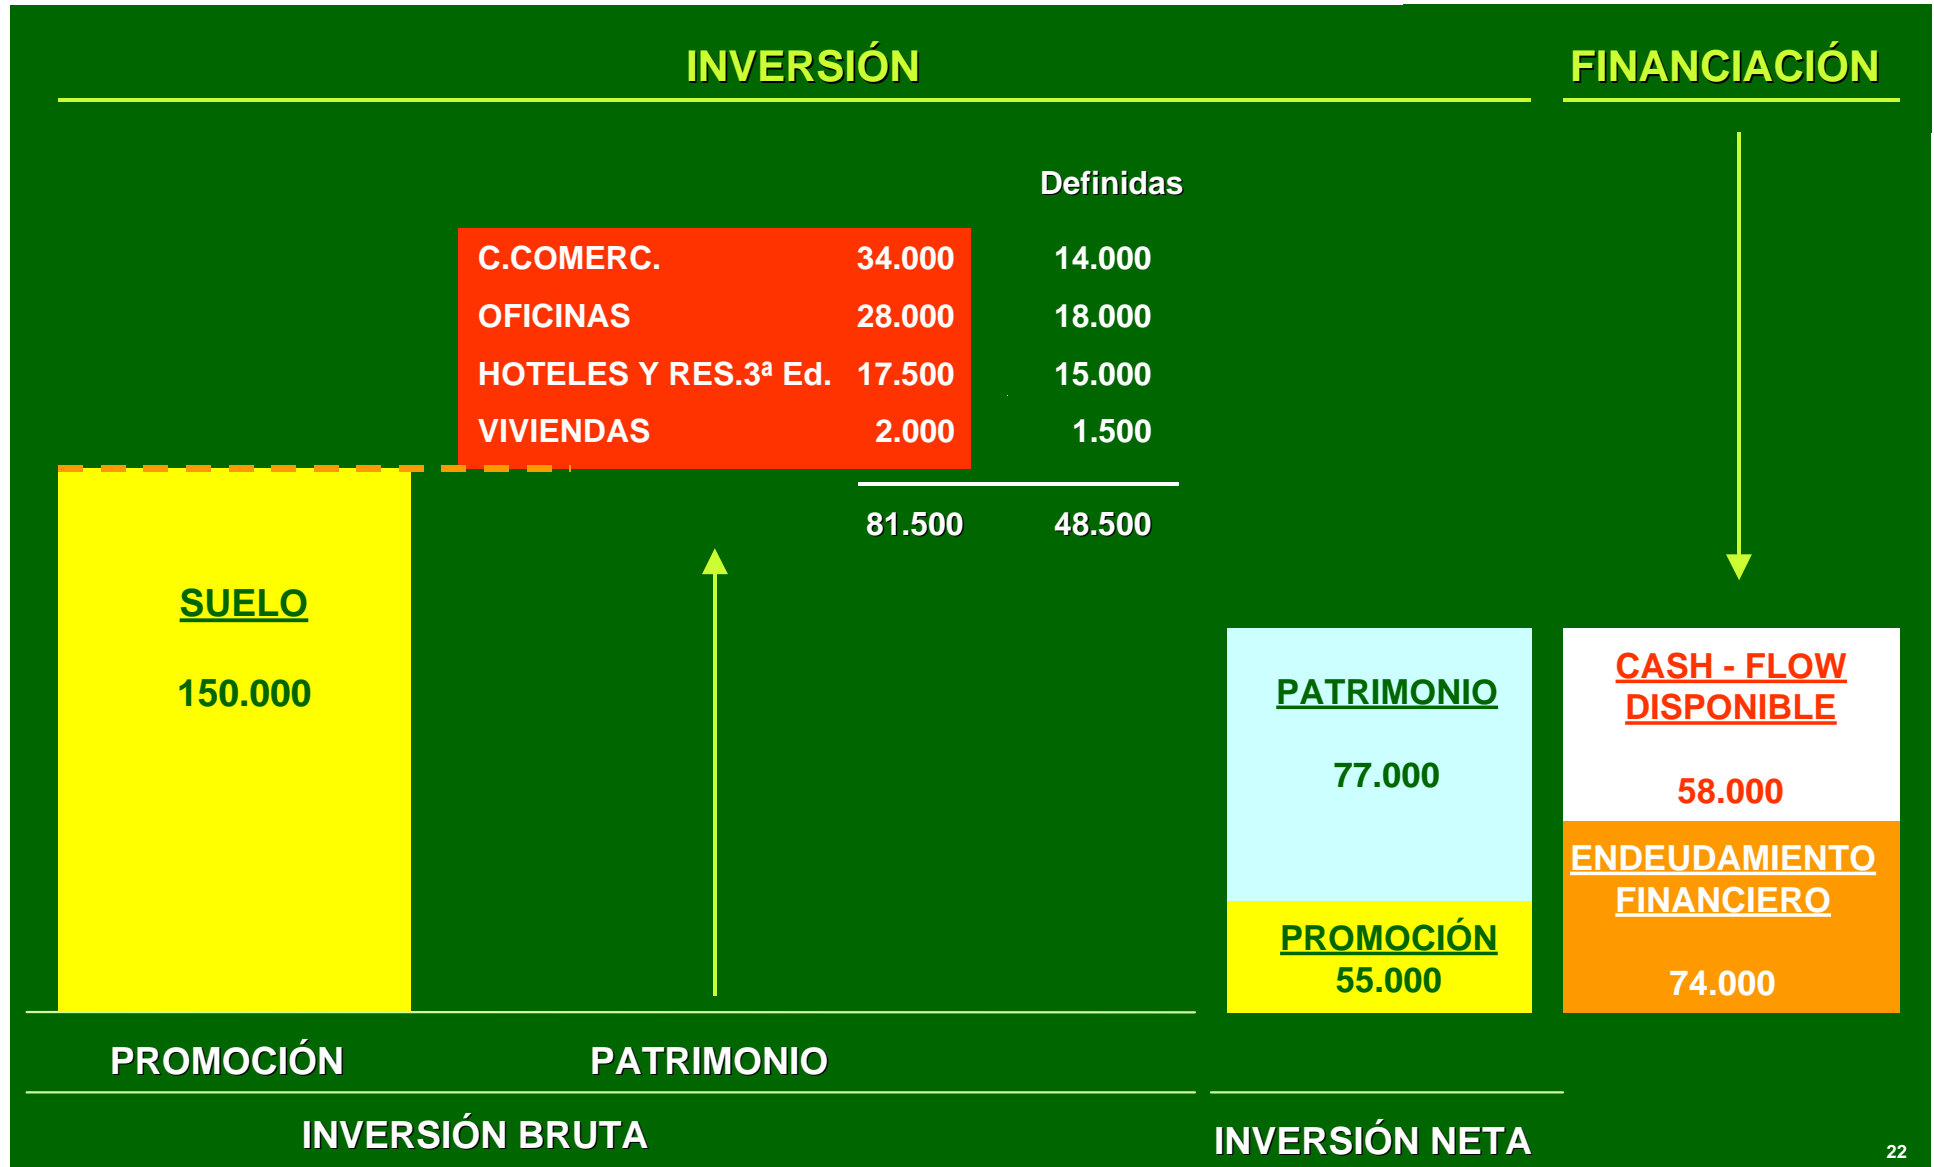 INVERSIÓN
FINANCIACIÓN
Definidas
C.COMERC. 34.000 14.000
OFICINAS 28.000 18.000
HOTELES Y RES.3ª Ed. 17.500 15.000
VIVIENDAS 2.000 1.500
81.500 48.500
SUELO
150.000
PATRIMONIO
77.000
PROMOCIÓN
55.000
CASH - FLOW
DISPONIBLE
58.000
ENDEUDAMIENTO
FINANCIERO
74.000
PROMOCIÓN
PATRIMONIO
INVERSIÓN BRUTA
INVERSIÓN NETA
22